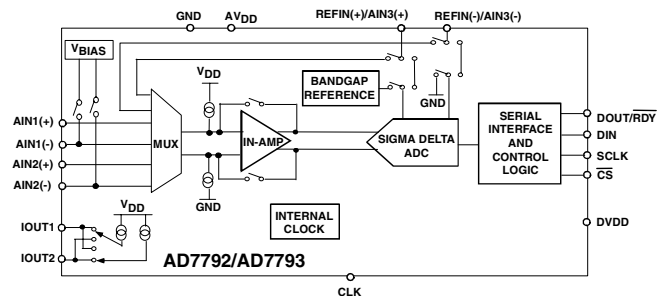 GND
AVDD
REFIN(+)/AIN3(+)
REFIN(-)/AIN3(-)
VBIAS
VDD
BANDGAP
REFERENCE
GND
AIN1(+)
AIN1(-)
AIN2(+)
AIN2(-)
MUX
IN-AMP
SIGMA DELTA
ADC
SERIAL
INTERFACE
AND
CONTROL
LOGIC
DOUT/RDY
DIN
SCLK
CS
GND
VDD
IOUT1
IOUT2
INTERNAL
CLOCK
DVDD
AD7792/AD7793
CLK